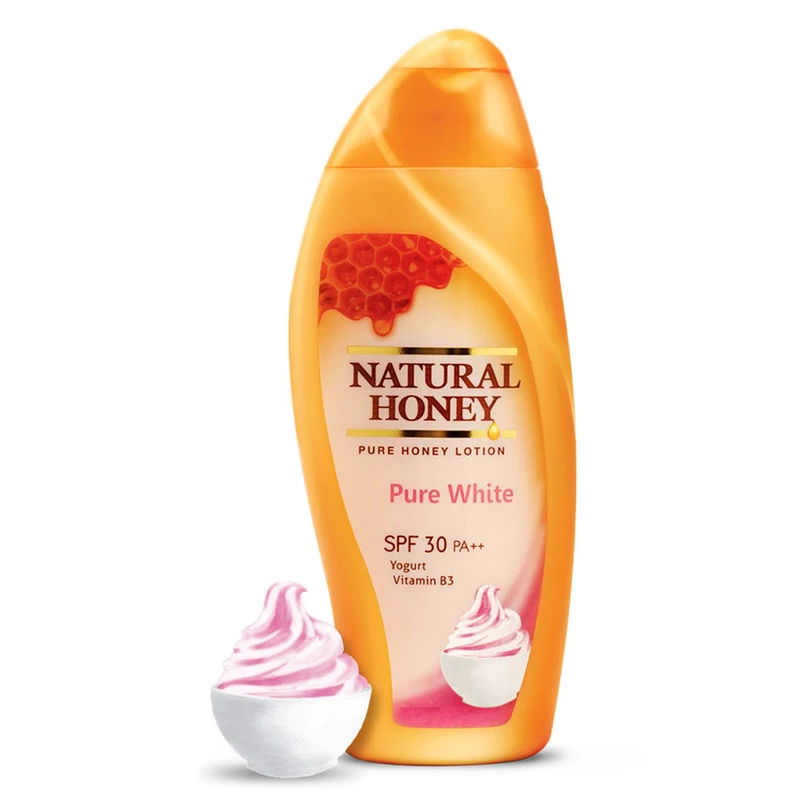 NATURAL
HONEY
PURE HONEY LOTION
Pure White
SPF 30 PA++
Yogurt
Vitamin B3